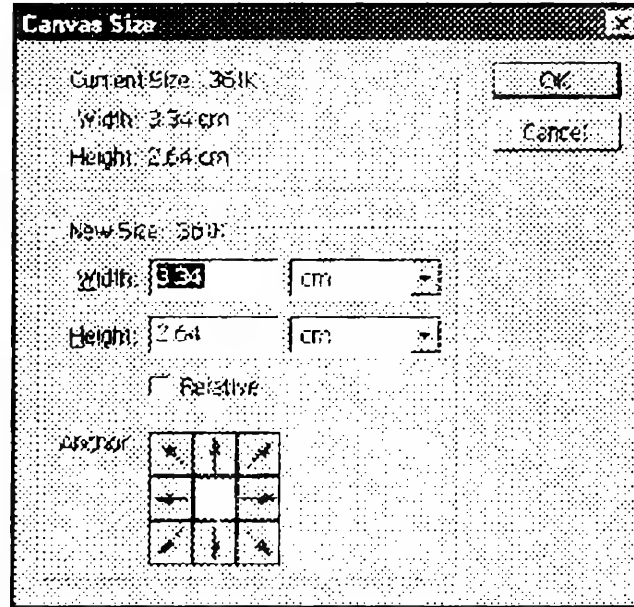 Canvas Size
Current Size: 361K
Width: 3.34 cm
Height: 2.64 cm
OK
Cancel
New Size: 361K
Width: 3.34 cm
Height: 2.64 cm
Relative
Anchor